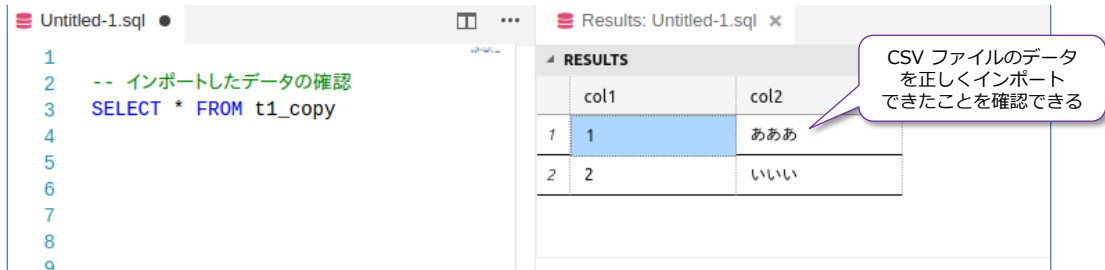 Untitled-1.sql ●
Results: Untitled-1.sql ×
1
2 -- インポートしたデータの確認
3 SELECT * FROM t1_copy
4
5
6
7
8
9
RESULTS
col1 col2
1 1 あああ
2 2 いいい
CSV ファイルのデータ
を正しくインポート
できたことを確認できる